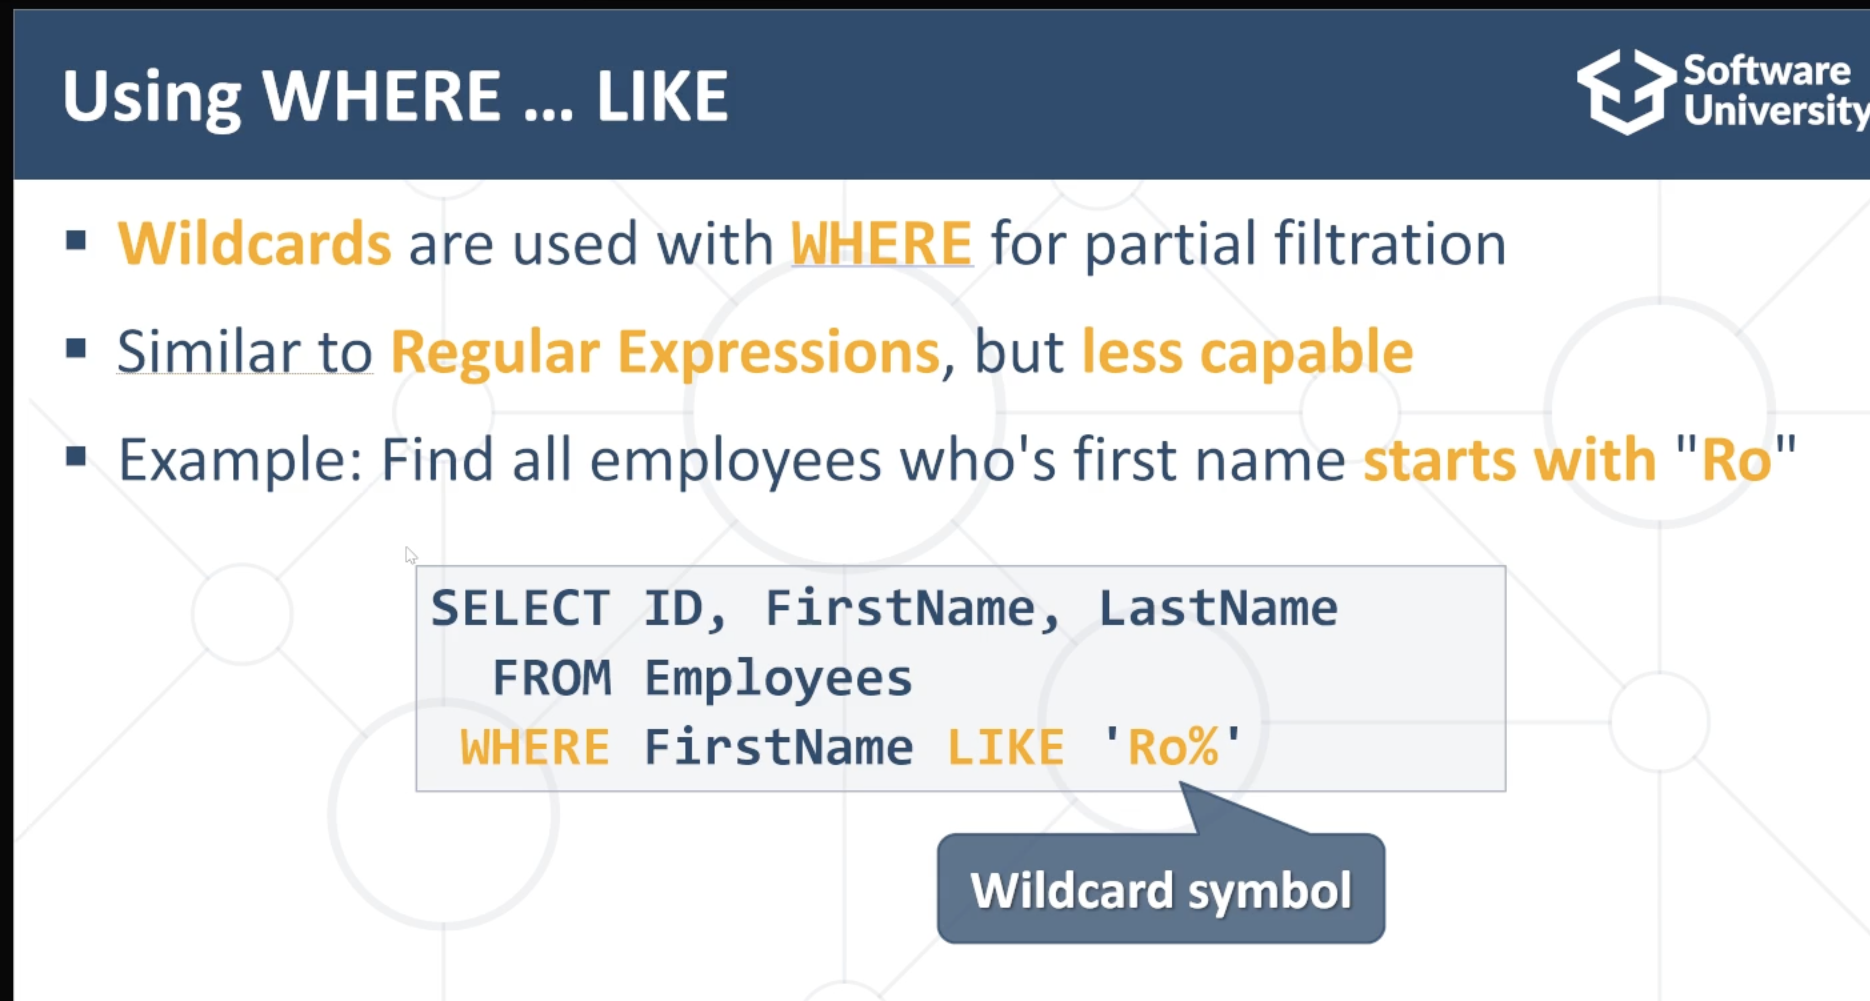 Using WHERE ... LIKE
Software
University
▪ Wildcards are used with WHERE for partial filtration
▪ Similar to Regular Expressions, but less capable
▪ Example: Find all employees who's first name starts with "Ro"
SELECT ID, FirstName, LastName
FROM Employees
WHERE FirstName LIKE 'Ro%'
Wildcard symbol